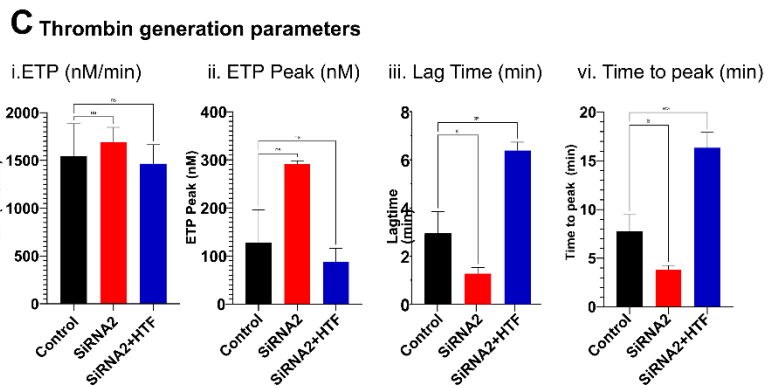 C Thrombin generation parameters
i.ETP (nM/min)
ii. ETP Peak (nM)
iii. Lag Time (min)
vi. Time to peak (min)
2000
1500
1000
500
0
ns
Control
SiRNA2
SiRNA2+HTF
ETP Peak (nM)
400
300
200
100
0
ns
ns
Control
SiRNA2
SiRNA2+HTF
Lagtime
(min)
8
6
4
2
0
Control
SiRNA2
SiRNA2+HTF
Time to peak (min)
20
15
10
5
0
Control
SiRNA2
SiRNA2+HTF